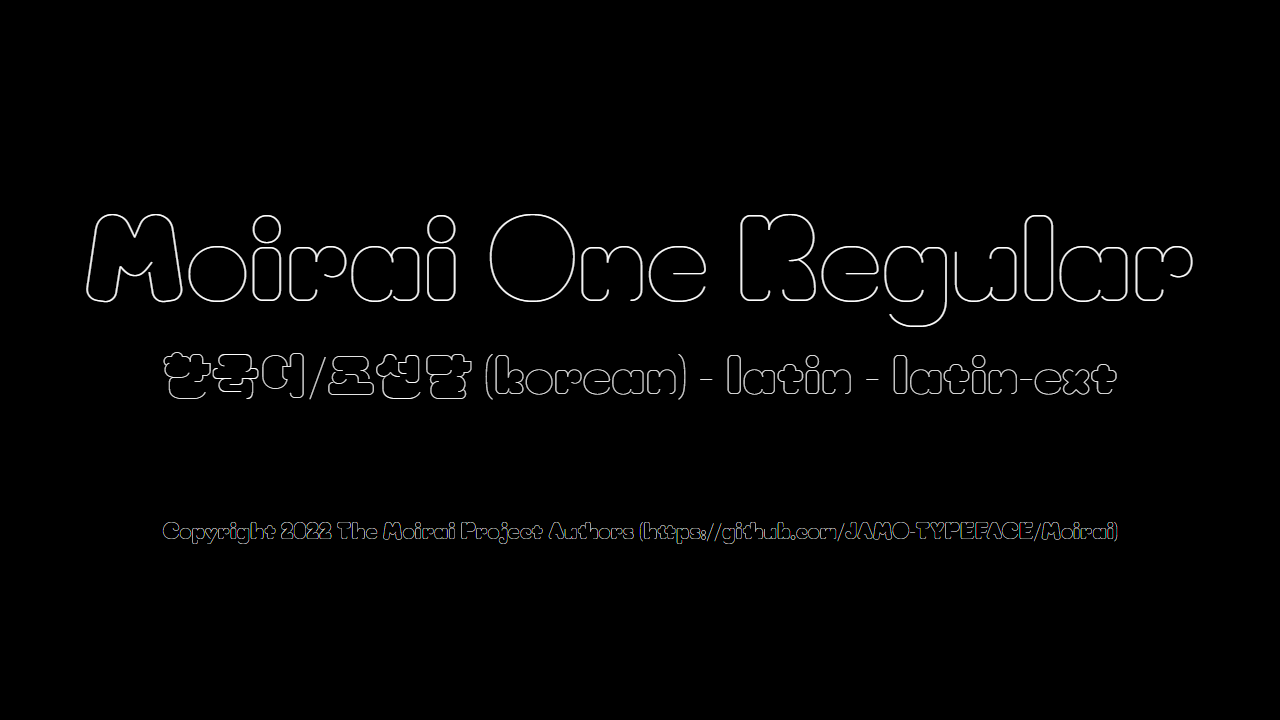 Moirai One Regular
한국어/조선말 (korean) - latin - latin-ext
Copyright 2022 The Moirai Project Authors (https://github.com/JAMO-TYPEFACE/Moirai)